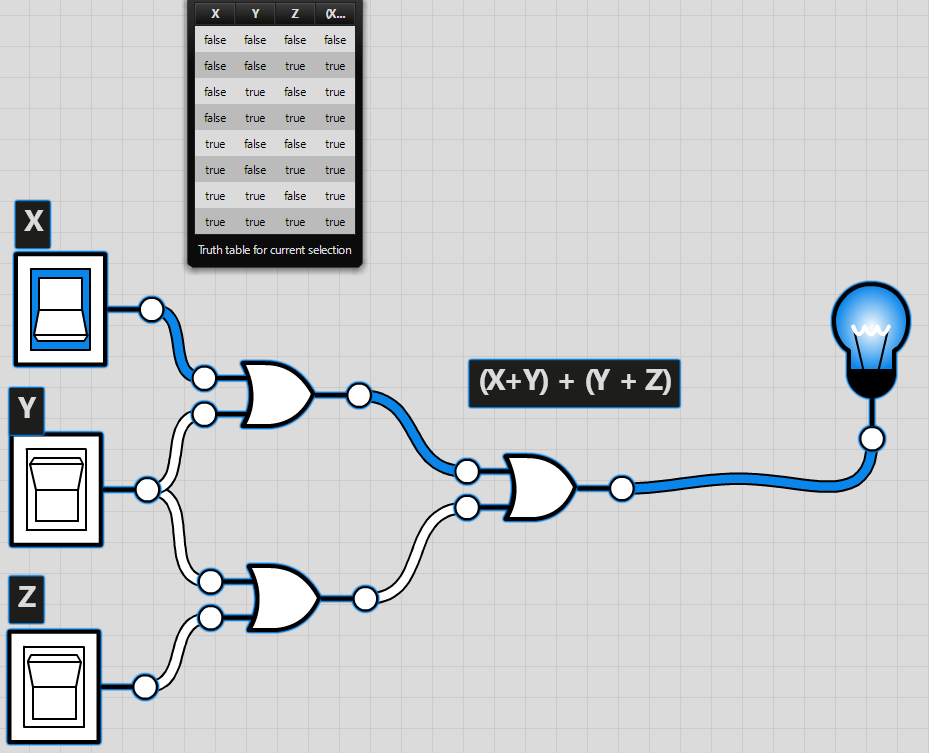 X Y Z (X...
false false false false
false false true true
false true false true
false true true true
true false false true
true false true true
true true false true
true true true true
Truth table for current selection
X
(X+Y) + (Y + Z)
Y
Z